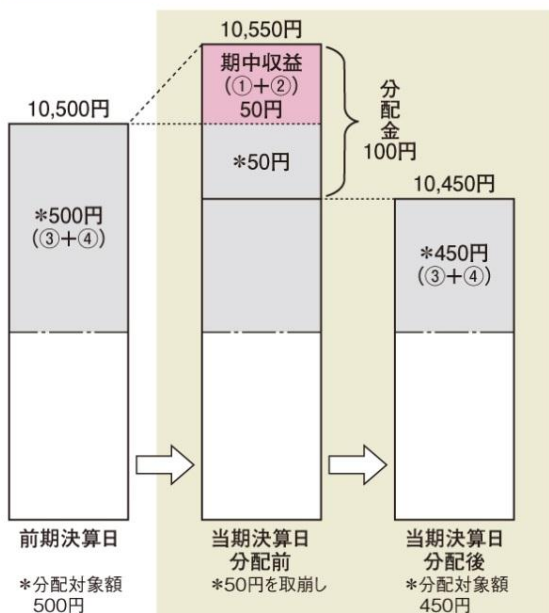 10,550円
期中収益
(①+②)
50円
10,500円
分配金
100円
*50円
10,450円
*500円
(③+④)
*450円
(③+④)
前期決算日
*分配対象額
500円
当期決算日
分配前
*50円を取崩し
当期決算日
分配後
*分配対象額
450円